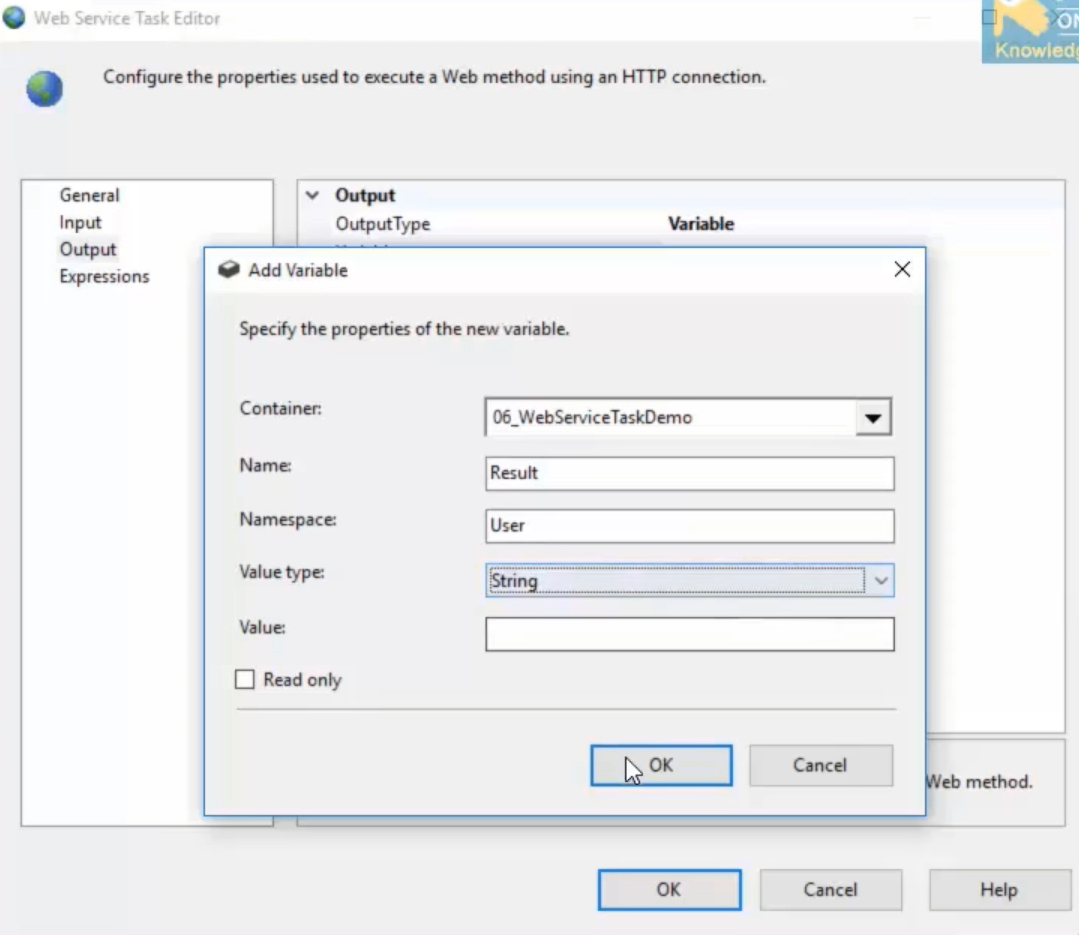 Web Service Task Editor
Configure the properties used to execute a Web method using an HTTP connection.
General
Input
Output
Expressions
Output
OutputType Variable
Add Variable
Specify the properties of the new variable.
Container: 06_WebServiceTaskDemo
Name: Result
Namespace: User
Value type: String
Value:
Read only
OK Cancel
Web method.
OK Cancel Help